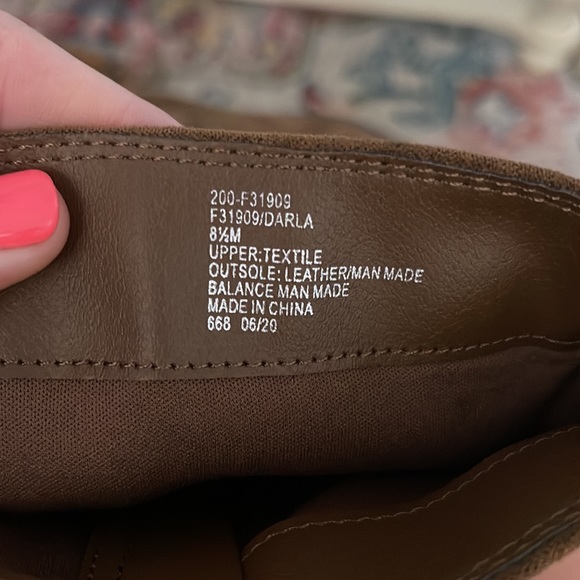 200-F31909
F31909/DARLA
8½M
UPPER:TEXTILE
OUTSOLE: LEATHER/MAN MADE
BALANCE MAN MADE
MADE IN CHINA
668 06/20